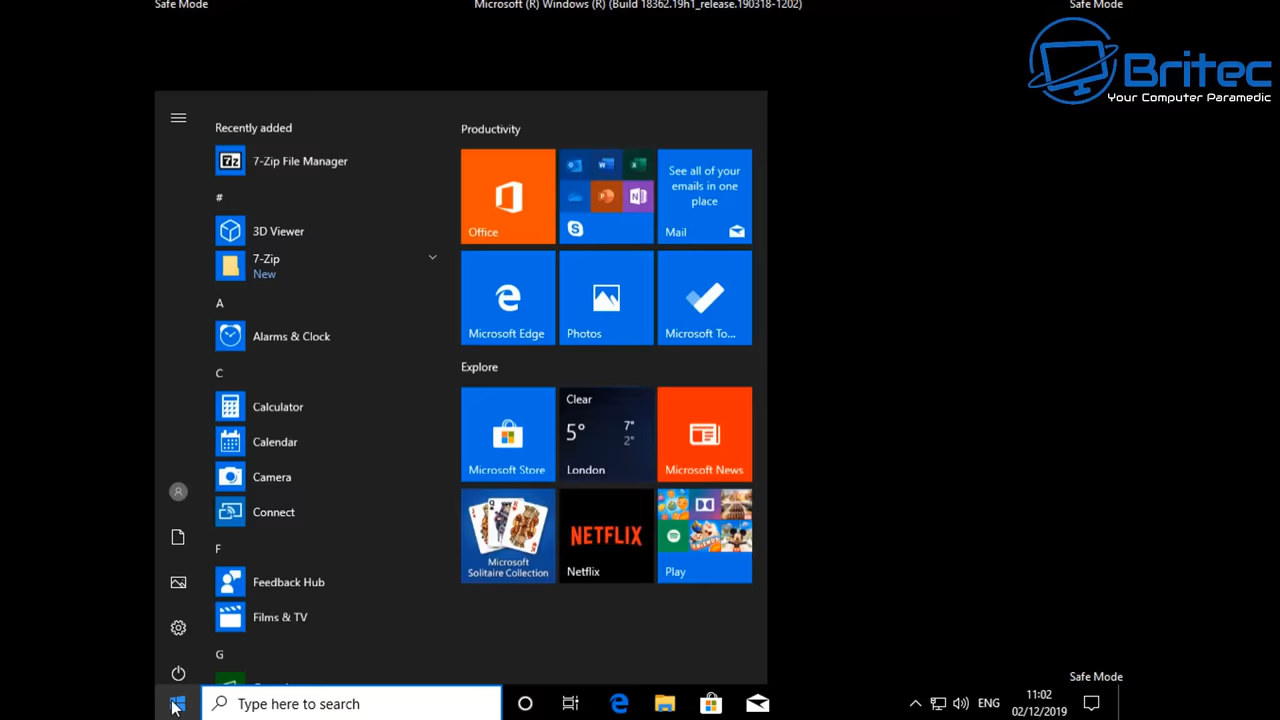 Safe Mode
Microsoft (R) Windows (R) (Build 18362.19h1_release.190318-1202)
Safe Mode
Britec
Your Computer Paramedic
Recently added
7z
7-Zip File Manager
#
3D Viewer
7-Zip
New
A
Alarms & Clock
C
Calculator
Calendar
Camera
Connect
F
Feedback Hub
Films & TV
G
Productivity
Office
See all of your
emails in one
place
Mail
Microsoft Edge
Photos
Microsoft To...
Explore
Microsoft Store
Clear
5°
7°
2°
London
Microsoft News
Microsoft
Solitaire Collection
NETFLIX
Netflix
Play
Safe Mode
Type here to search
ENG
11:02
02/12/2019